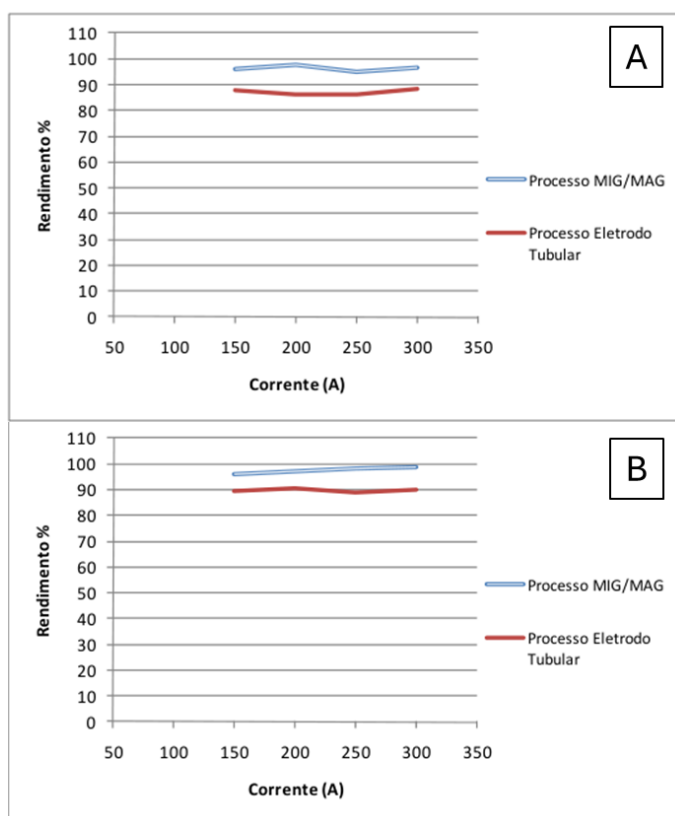 A
110
100
90
80
70
60
50
40
30
20
10
0
Rendimento %
50 100 150 200 250 300 350
Corrente (A)
Processo MIG/MAG
Processo Eletrodo
Tubular
B
110
100
90
80
70
60
50
40
30
20
10
0
Rendimento %
50 100 150 200 250 300 350
Corrente (A)
Processo MIG/MAG
Processo Eletrodo
Tubular